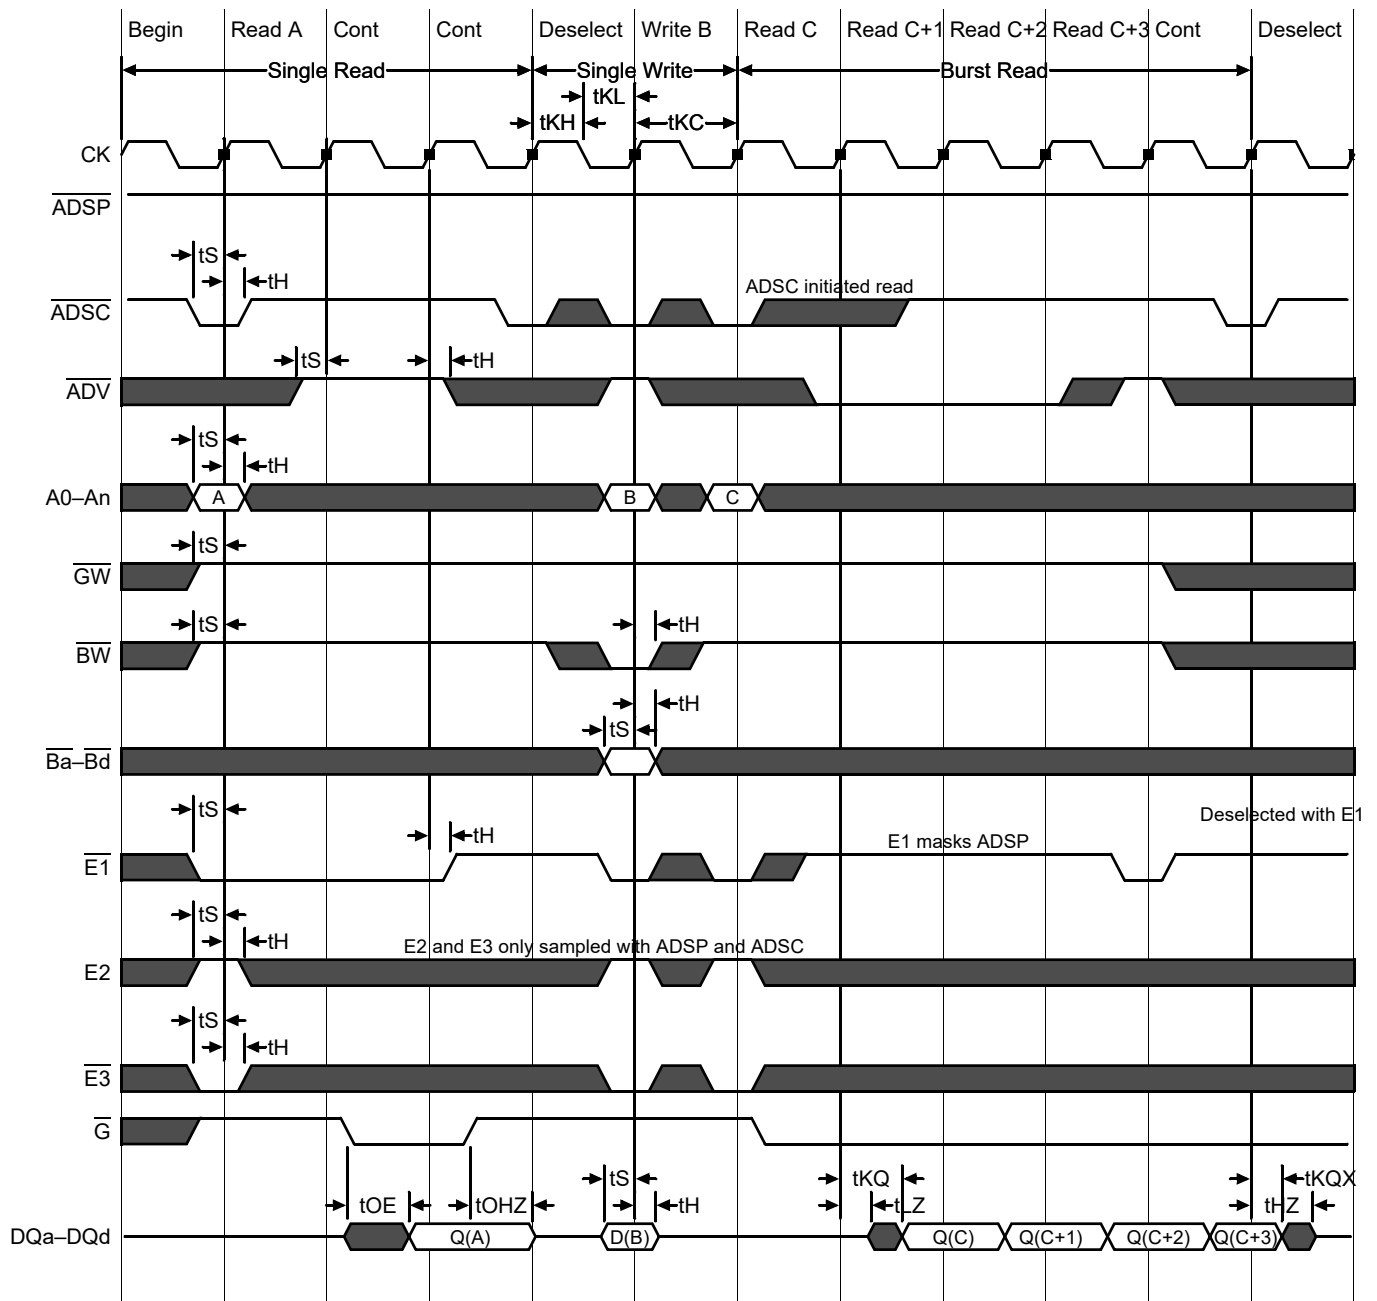 Begin Read A Cont Cont Deselect Write B Read C Read C+1 Read C+2 Read C+3 Cont Deselect
Single Read Single Write Burst Read
tKL
tKH tKC
CK
ADSP
tS
tH
ADSC initiated read
ADSC
tS tH
ADV
tS
tH
A0–An A B C
tS
GW
tS tH
BW
tH
tS
Ba–Bd
tS Deselected with E1
tH E1 masks ADSP
E1
tS
tH E2 and E3 only sampled with ADSP and ADSC
E2
tS
tH
E3
G
tS tKQ tKQX
tOE tOHZ tH tLZ tHZ
DQa–DQd Q(A) D(B) Q(C) Q(C+1) Q(C+2) Q(C+3)